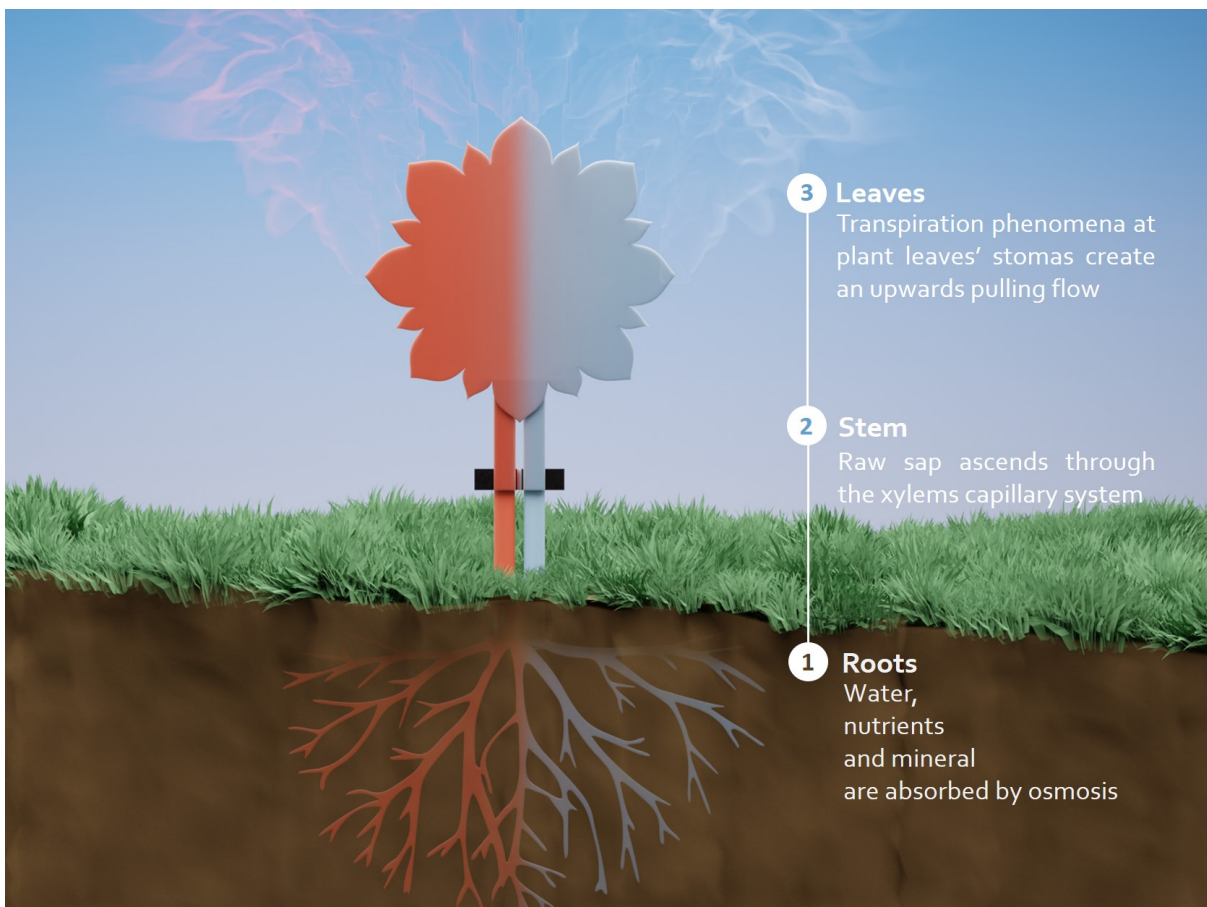 3 Leaves
Transpiration phenomena at
plant leaves' stomas create
an upwards pulling flow
2 Stem
Raw sap ascends through
the xylems capillary system
1 Roots
Water,
nutrients
and mineral
are absorbed by osmosis